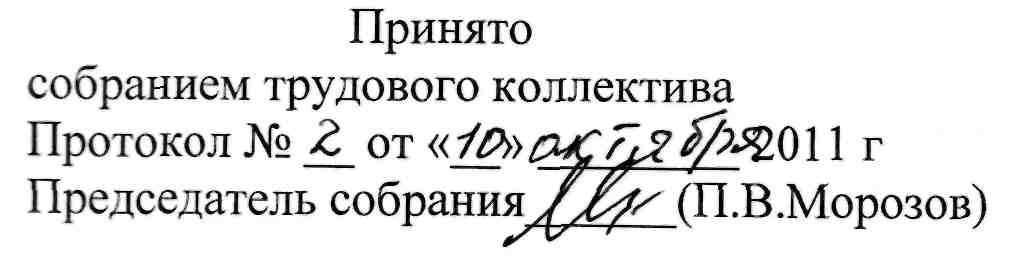 Принято
собранием трудового коллектива
Протокол № 2 от «10» октября 2011 г
Председатель собрания (П.В.Морозов)